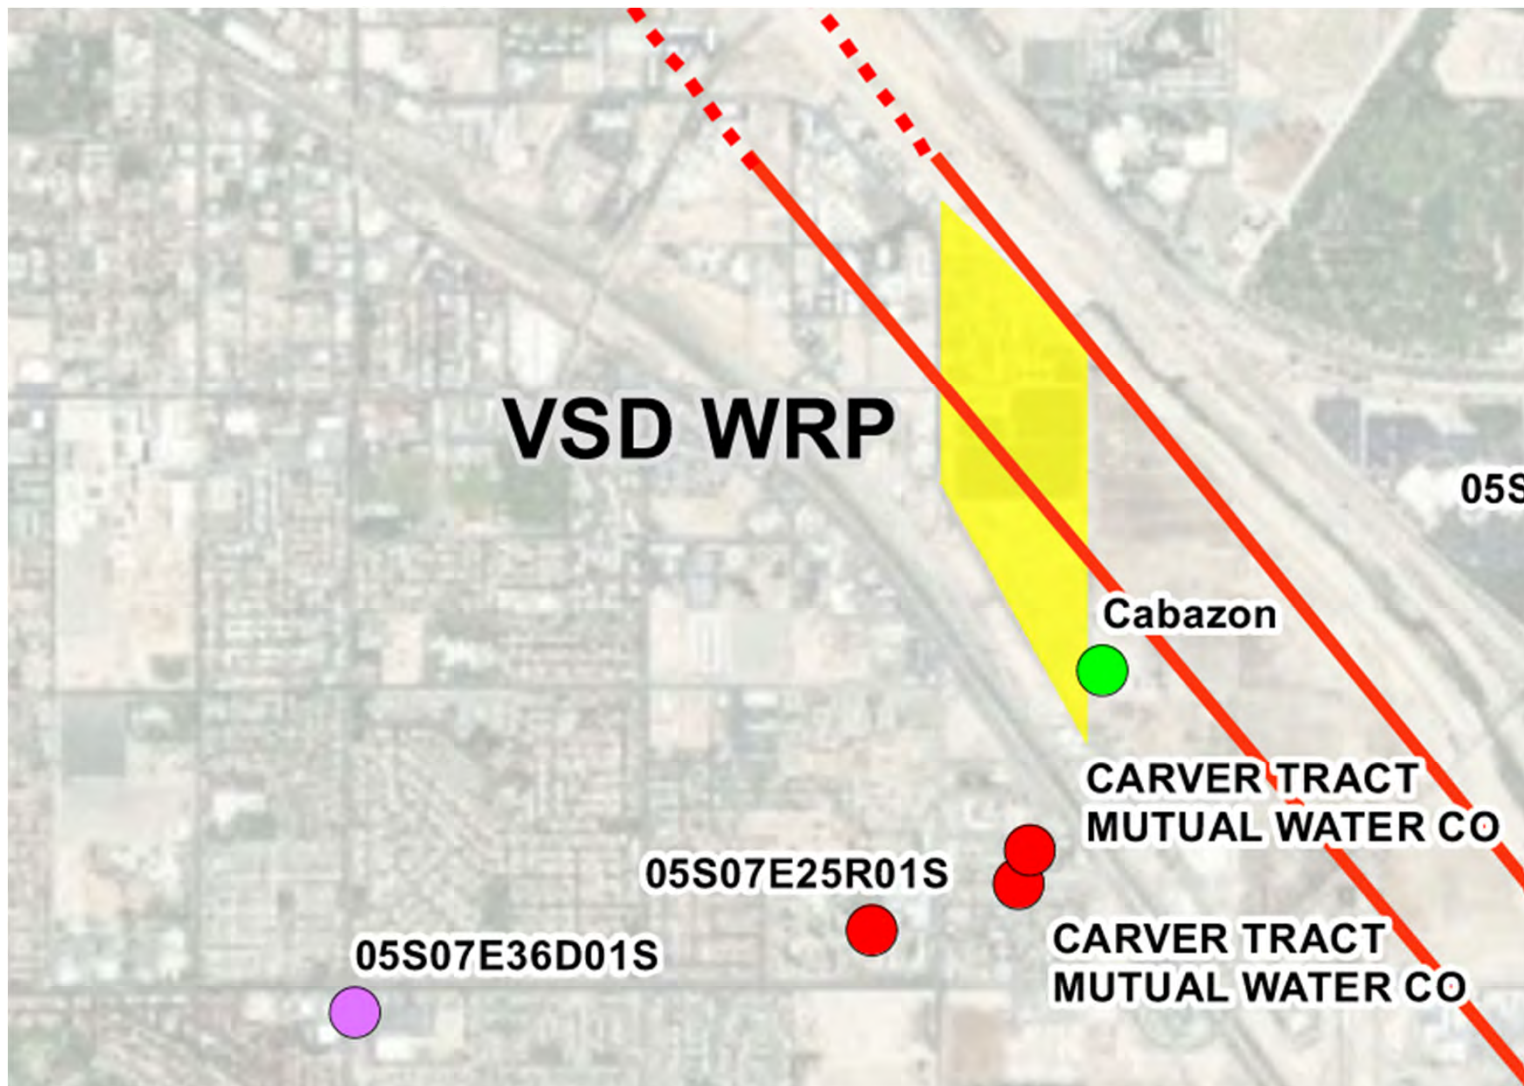 VSD WRP
05S
Cabazon
CARVER TRACT
MUTUAL WATER CO
05S07E25R01S
CARVER TRACT
MUTUAL WATER CO
05S07E36D01S